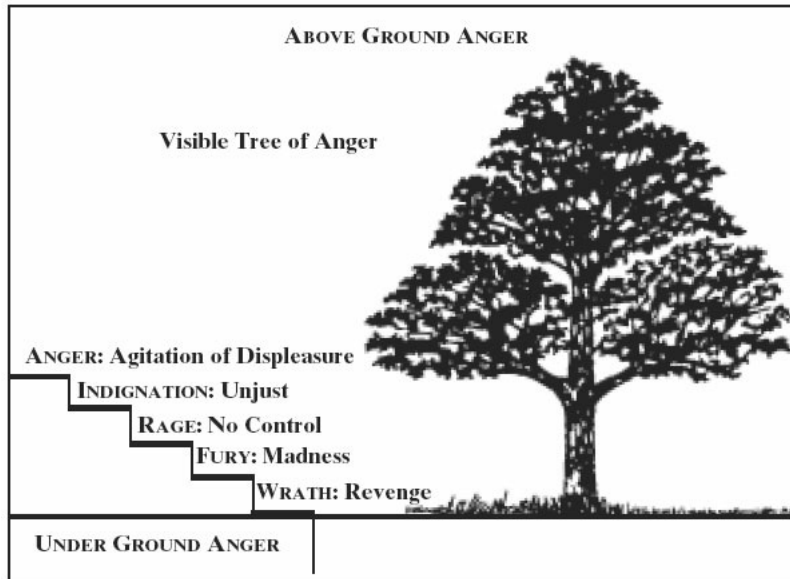 ABOVE GROUND ANGER
Visible Tree of Anger
ANGER: Agitation of Displeasure
INDIGNATION: Unjust
RAGE: No Control
FURY: Madness
WRATH: Revenge
UNDER GROUND ANGER